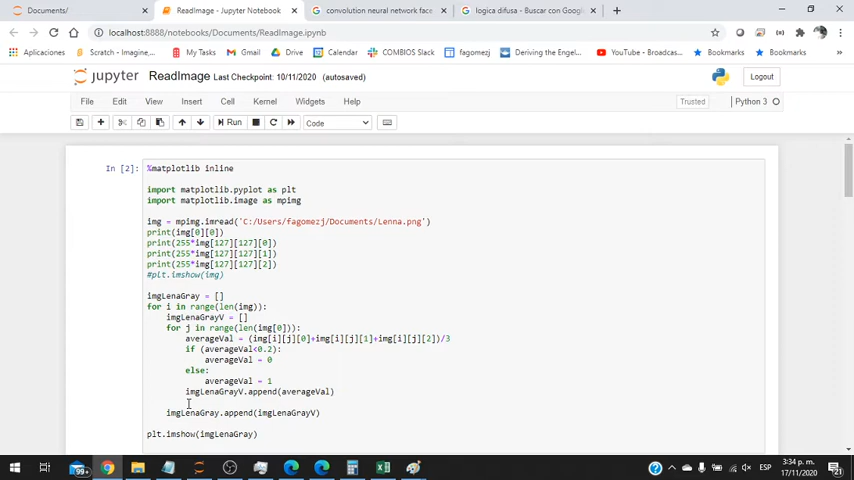 Documents/
ReadImage - Jupyter Notebook
convolution neural network face
logica difusa - Buscar con Google
localhost:8888/notebooks/Documents/ReadImage.ipynb
Aplicaciones
Scratch — Imagin...
My Tasks
Gmail
Drive
Calendar
COMBIOS Slack
fagomezj
Deriving the Engel...
YouTube - Broadcas...
Bookmarks
Bookmarks
jupyter ReadImage Last Checkpoint: 10/11/2020 (autosaved)
Logout
File Edit View Insert Cell Kernel Widgets Help
Trusted
Python 3
Run
Code
In [2]:
%matplotlib inline
import matplotlib.pyplot as plt
import matplotlib.image as mpimg
img = mpimg.imread('C:/Users/fagomezj/Documents/Lenna.png')
print(img[0][0])
print(255*img[127][127][0])
print(255*img[127][127][1])
print(255*img[127][127][2])
#plt.imshow(img)
imgLenaGray = []
for i in range(len(img)):
    imgLenaGrayV = []
    for j in range(len(img[0])):
        averageVal = (img[i][j][0]+img[i][j][1]+img[i][j][2])/3
        if (averageVal<0.2):
            averageVal = 0
        else:
            averageVal = 1
        imgLenaGrayV.append(averageVal)
    imgLenaGray.append(imgLenaGrayV)
plt.imshow(imgLenaGray)
99+
ESP
3:34 p. m.
17/11/2020
21